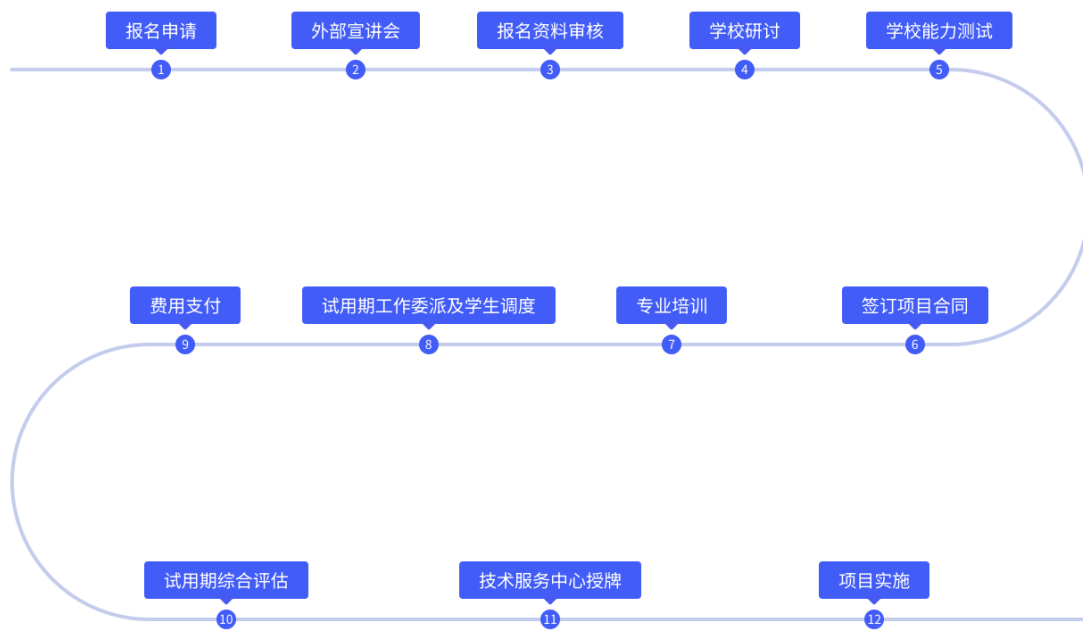 报名申请
外部宣讲会
报名资料审核
学校研讨
学校能力测试
1
2
3
4
5
签订项目合同
专业培训
试用期工作委派及学生调度
费用支付
6
7
8
9
试用期综合评估
技术服务中心授牌
项目实施
10
11
12